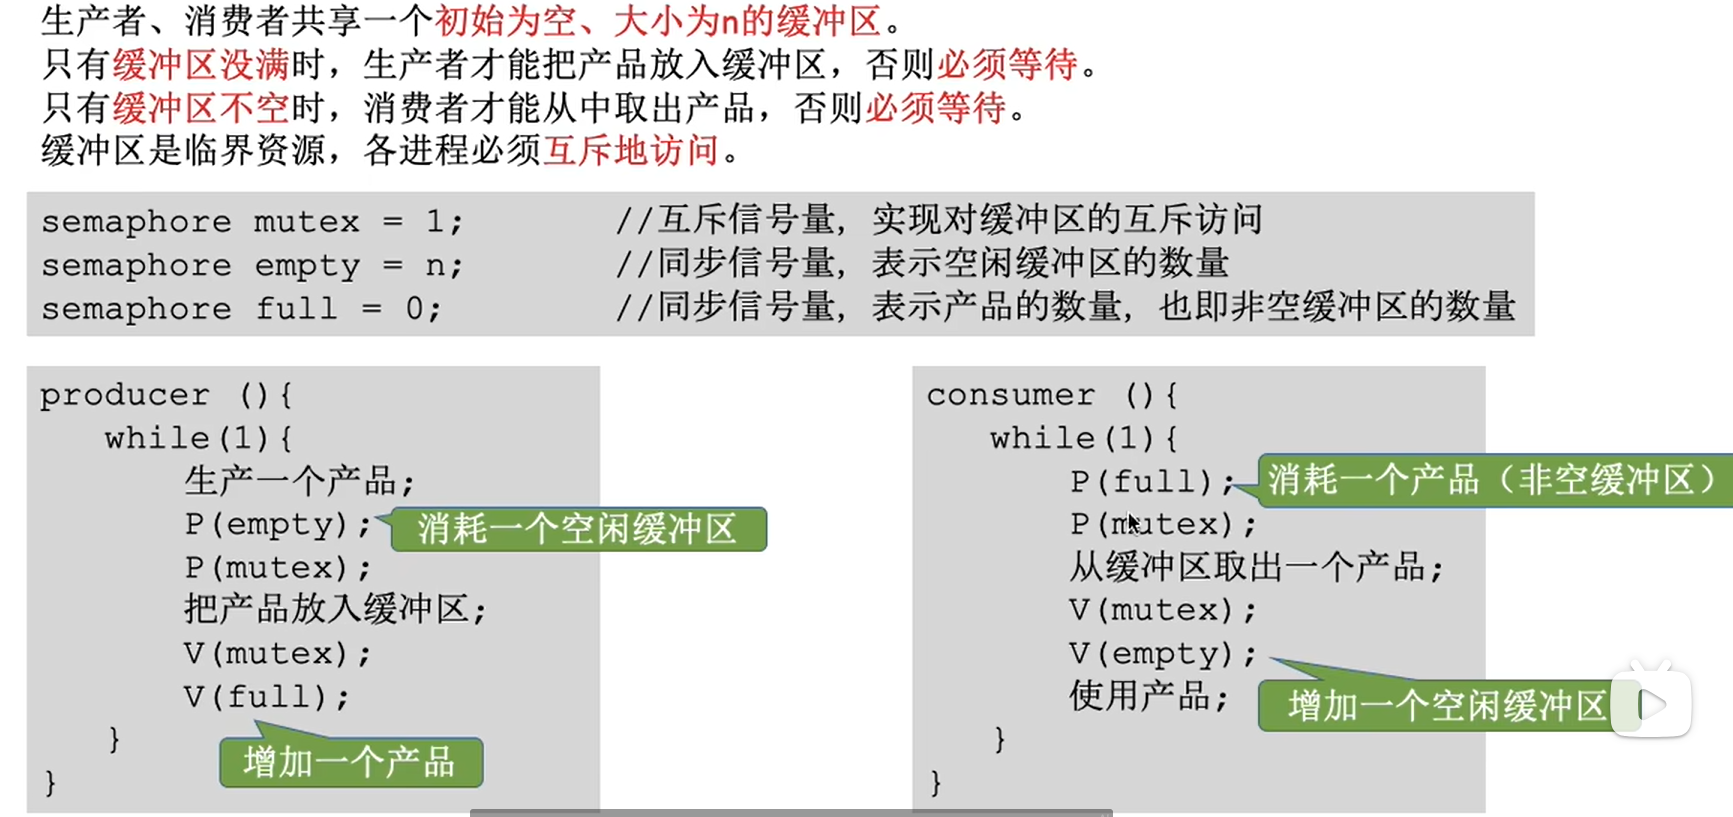 生产者、消费者共享一个初始为空、大小为n的缓冲区。
只有缓冲区没满时，生产者才能把产品放入缓冲区，否则必须等待。
只有缓冲区不空时，消费者才能从中取出产品，否则必须等待。
缓冲区是临界资源，各进程必须互斥地访问。
semaphore mutex = 1; //互斥信号量，实现对缓冲区的互斥访问
semaphore empty = n; //同步信号量，表示空闲缓冲区的数量
semaphore full = 0; //同步信号量，表示产品的数量，也即非空缓冲区的数量
producer (){
while(1){
生产一个产品;
P(empty); 消耗一个空闲缓冲区
P(mutex);
把产品放入缓冲区;
V(mutex);
V(full);
}
增加一个产品
}
consumer (){
while(1){
P(full); 消耗一个产品（非空缓冲区）
P(mutex);
从缓冲区取出一个产品;
V(mutex);
V(empty);
使用产品; 增加一个空闲缓冲区
}
}